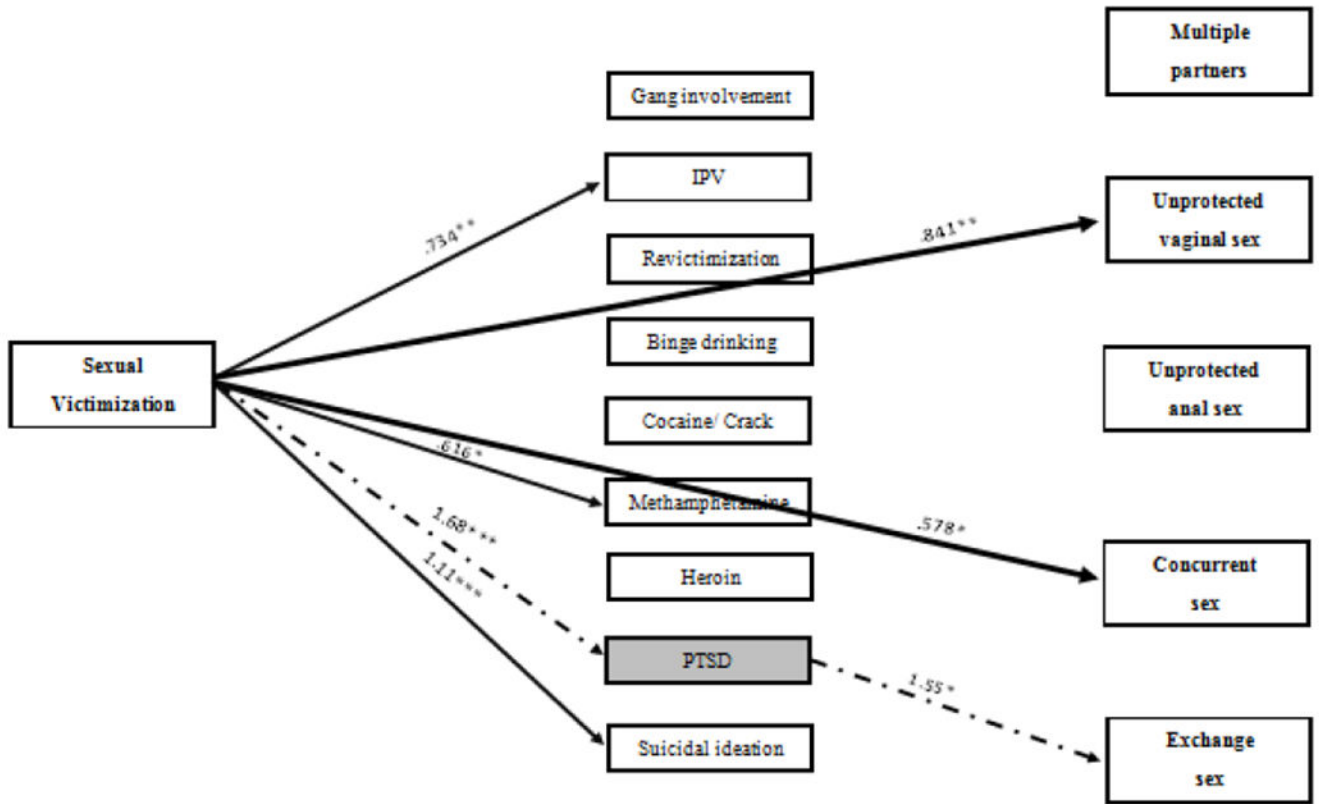 Multiple
partners
Gang involvement
IPV
Unprotected
vaginal sex
.734**
.841**
Revictimization
Binge drinking
Sexual
Victimization
Unprotected
anal sex
Cocaine/ Crack
.616*
Methamphetamine
.578*
1.68***
1.11***
Heroin
Concurrent
sex
PTSD
1.55*
Suicidal ideation
Exchange
sex